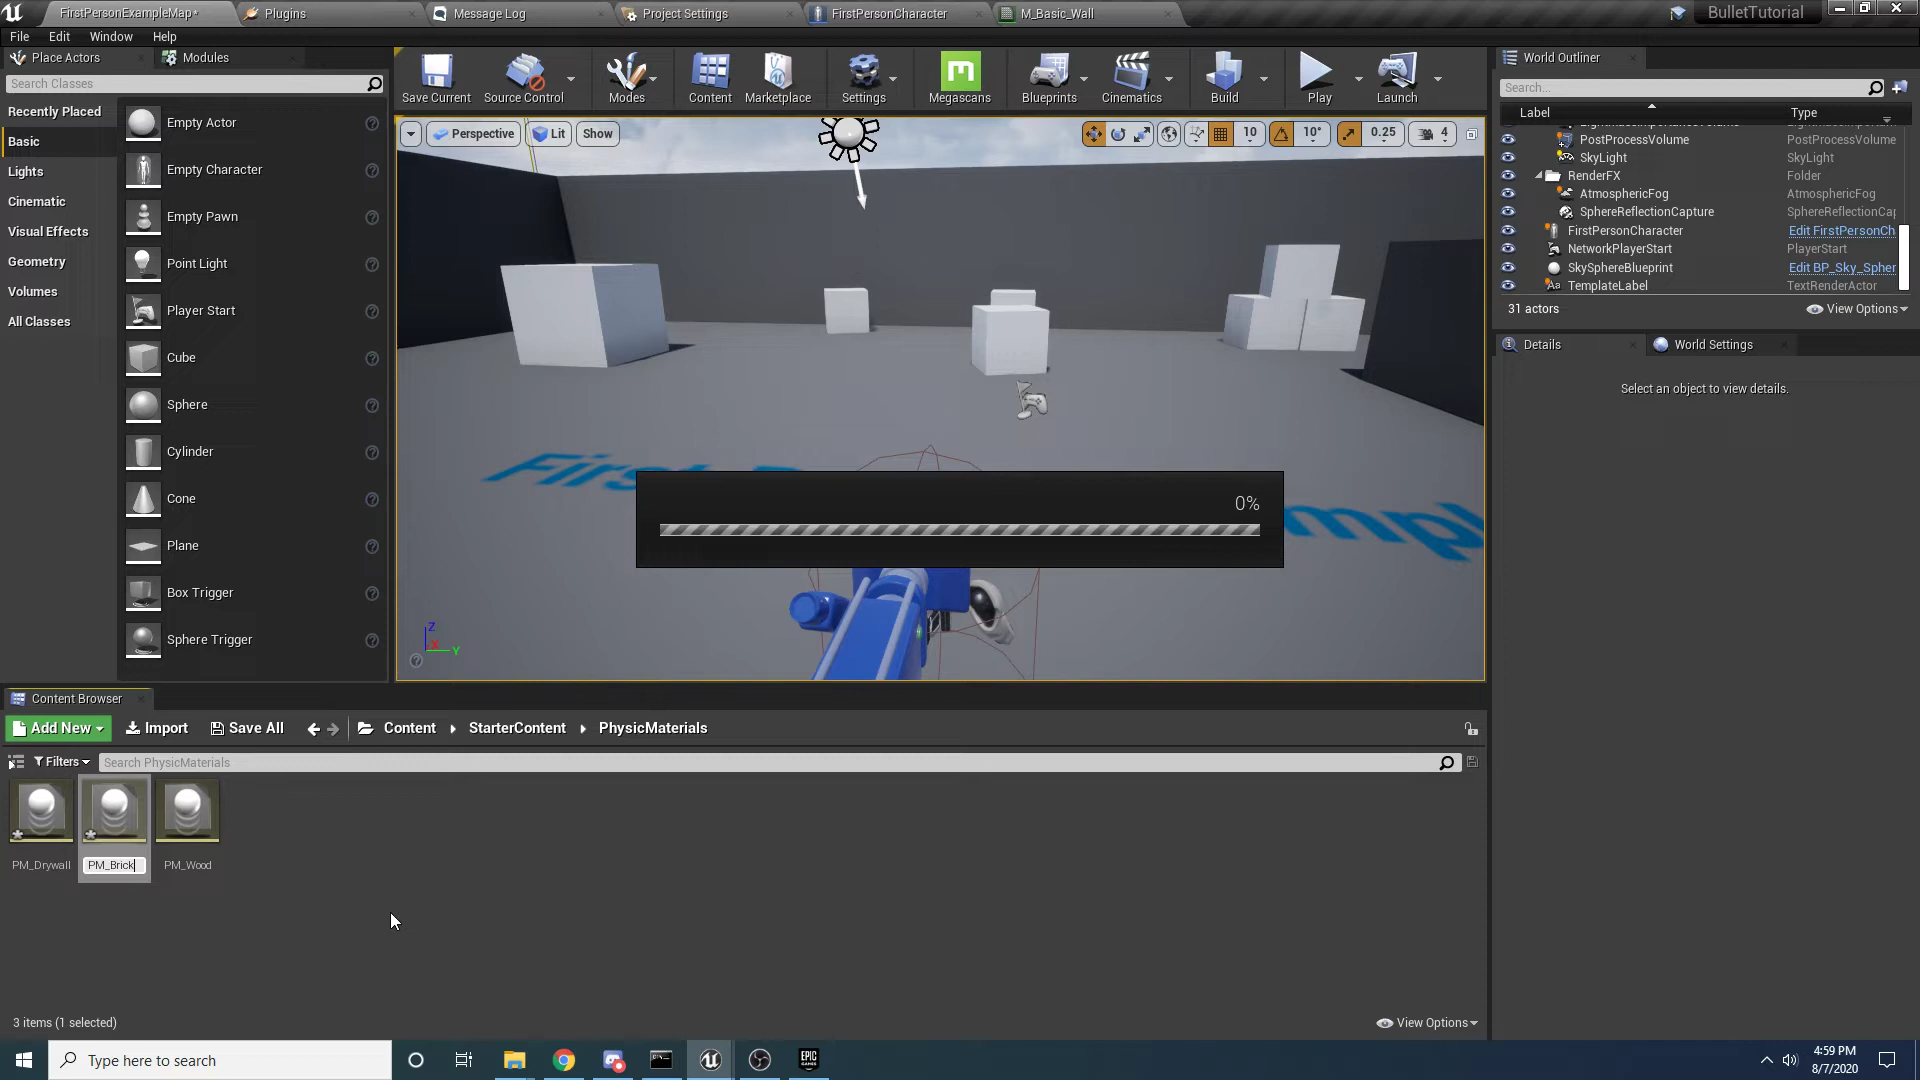 FirstPersonExampleMap*
Plugins
Message Log
Project Settings
FirstPersonCharacter
M_Basic_Wall
BulletTutorial
File Edit Window Help
Place Actors
Modules
Search Classes
Recently Placed
Basic
Lights
Cinematic
Visual Effects
Geometry
Volumes
All Classes
Empty Actor
Empty Character
Empty Pawn
Point Light
Player Start
Cube
Sphere
Cylinder
Cone
Plane
Box Trigger
Sphere Trigger
Save Current
Source Control
Modes
Content
Marketplace
Settings
Megascans
Blueprints
Cinematics
Build
Play
Launch
Perspective
Lit
Show
10
10°
0.25
4
0%
Z
X
Y
World Outliner
Search...
Label
Type
PostProcessVolume PostProcessVolume
SkyLight SkyLight
RenderFX Folder
AtmosphericFog AtmosphericFog
SphereReflectionCapture SphereReflectionCap
FirstPersonCharacter Edit FirstPersonCh
NetworkPlayerStart PlayerStart
SkySphereBlueprint Edit BP_Sky_Spher
TemplateLabel TextRenderActor
31 actors
View Options
Details
World Settings
Select an object to view details.
Content Browser
Add New
Import
Save All
Content
StarterContent
PhysicMaterials
Filters
Search PhysicMaterials
PM_Drywall
PM_Brick
PM_Wood
3 items (1 selected)
View Options
Type here to search
EPIC
GAMES
4:59 PM
8/7/2020